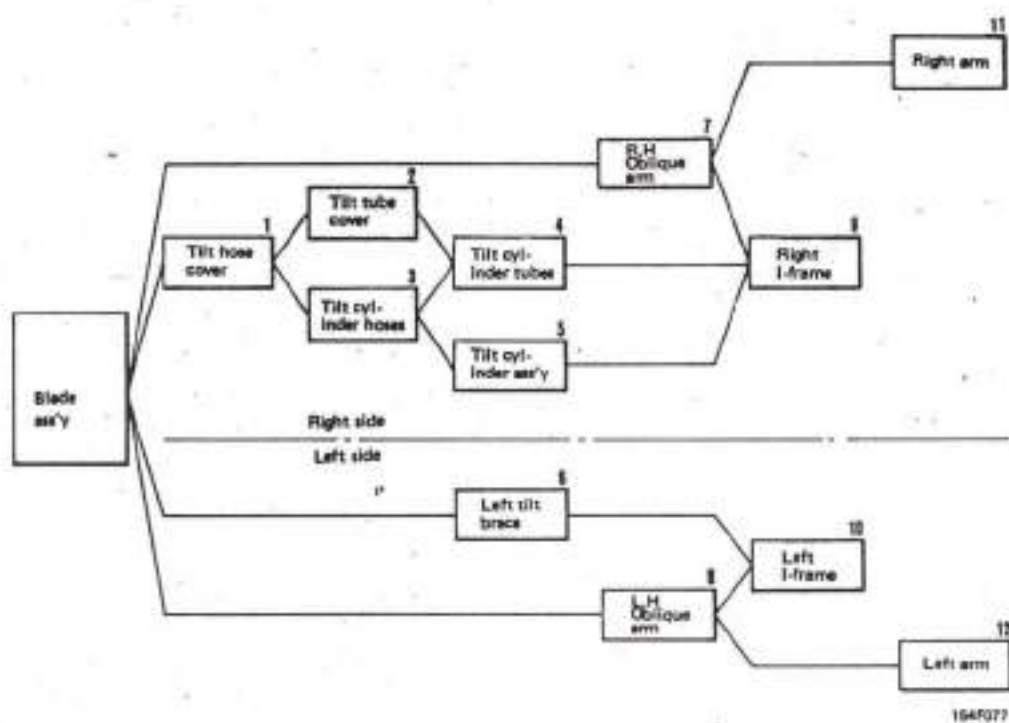 11
Right arm
7
R.H
Oblique
arm
2
Tilt tube
cover
1
Tilt hose
cover
4
Tilt cyl-
inder tubes
9
Right
I-frame
3
Tilt cyl-
inder hoses
5
Tilt cyl-
inder ass'y
Blade
ass'y
Right side
Left side
6
Left tilt
brace
10
Left
I-frame
8
L.H
Oblique
arm
12
Left arm